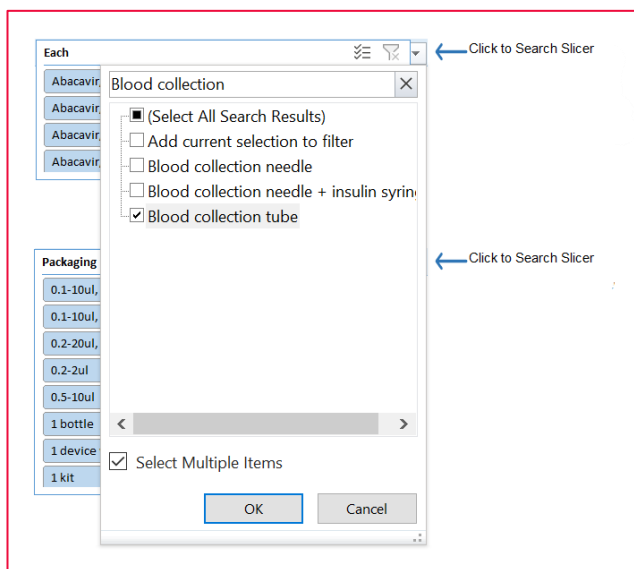 Each
Click to Search Slicer
Abacavir,
Abacavir,
Abacavir,
Abacavir,
Blood collection
(Select All Search Results)
Add current selection to filter
Blood collection needle
Blood collection needle + insulin syrin
Blood collection tube
Packaging
Click to Search Slicer
0.1-10ul,
0.1-10ul,
0.2-20ul,
0.2-2ul
0.5-10ul
1 bottle
1 device
1 kit
Select Multiple Items
OK
Cancel